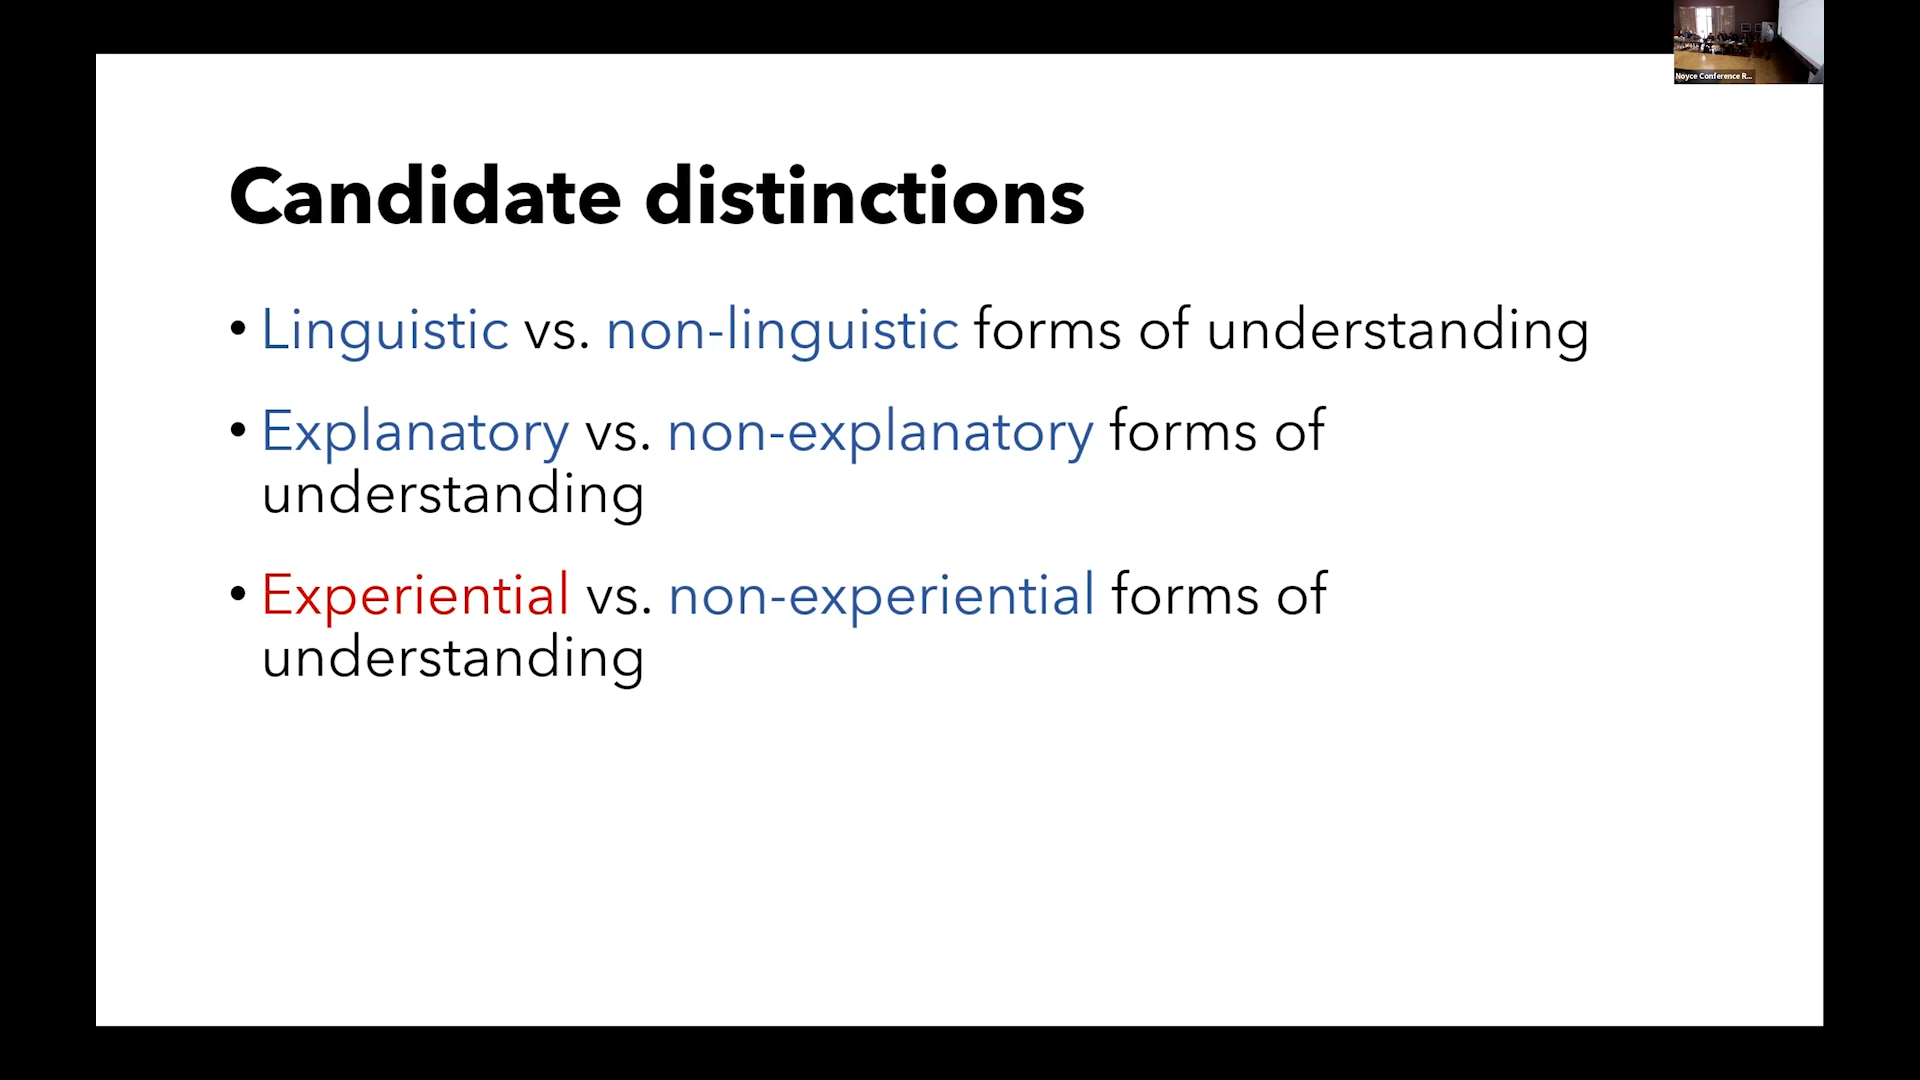 Noyce Conference R...
Candidate distinctions
• Linguistic vs. non-linguistic forms of understanding
• Explanatory vs. non-explanatory forms of
understanding
• Experiential vs. non-experiential forms of
understanding